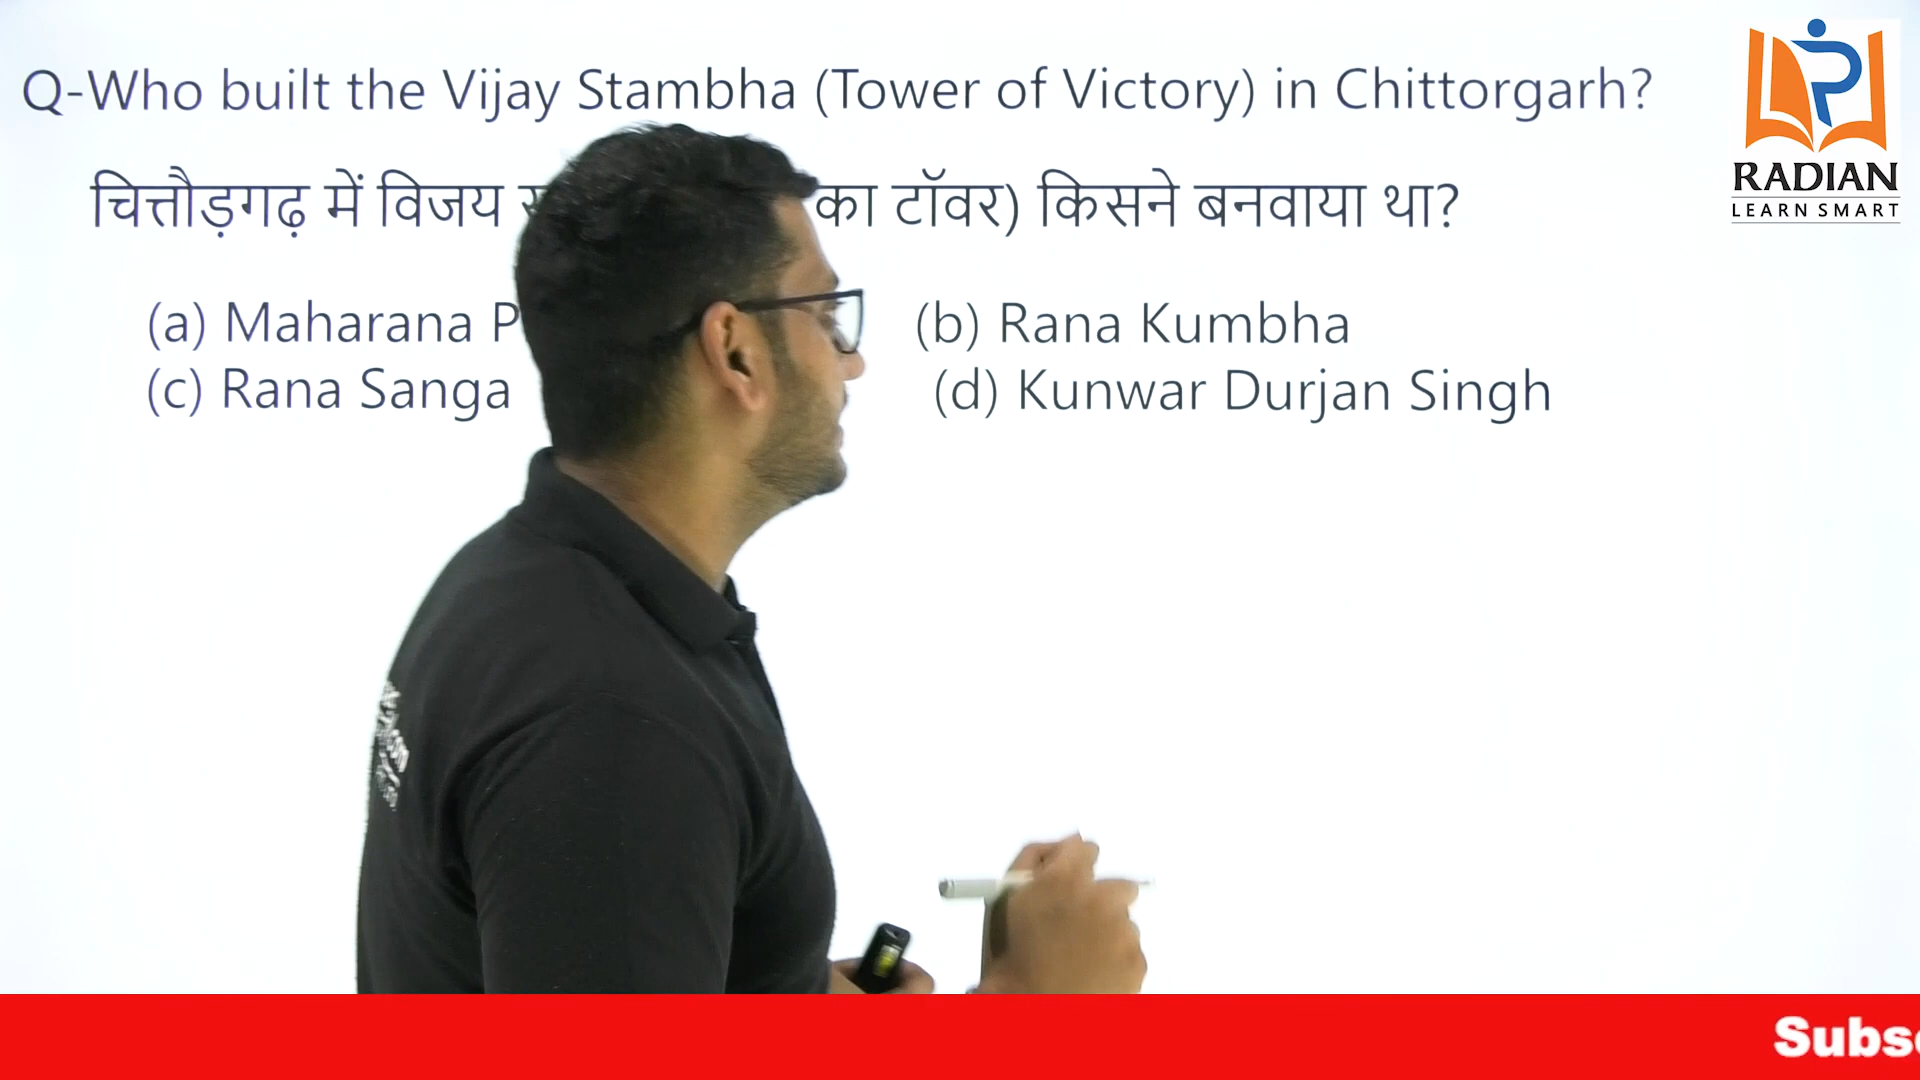 Q-Who built the Vijay Stambha (Tower of Victory) in Chittorgarh?
चित्तौड़गढ़ में विजय का टॉवर) किसने बनवाया था?
(a) Maharana (b) Rana Kumbha
(c) Rana Sanga (d) Kunwar Durjan Singh
RADIAN
LEARN SMART